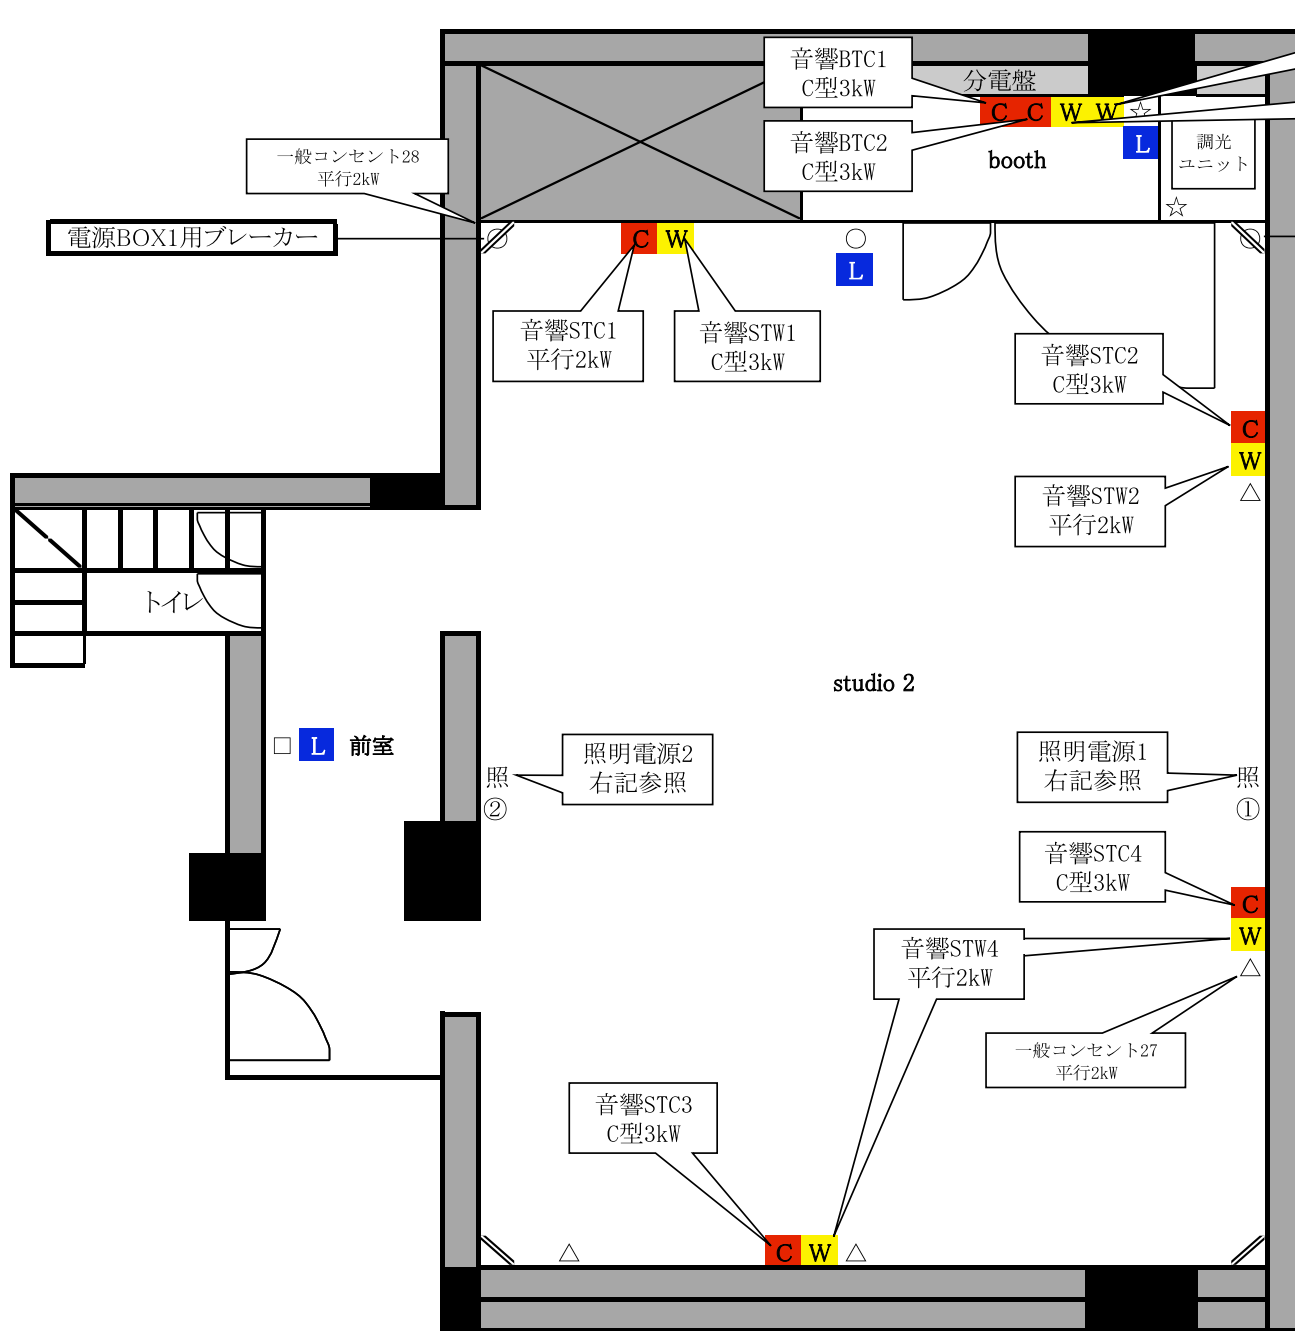 音響BTC1
C型3kW
分電盤
C C W W ☆
音響BTC2
C型3kW
L
booth
調光
ユニット
☆
一般コンセント28
平行2kW
電源BOX1用ブレーカー
○
C W
○
L
○
音響STC1
平行2kW
音響STW1
C型3kW
音響STC2
C型3kW
C
W
△
音響STW2
平行2kW
トイレ
studio 2
□ L 前室
照明電源2
右記参照
照
②
照明電源1
右記参照
照
①
音響STC4
C型3kW
C
W
△
音響STW4
平行2kW
一般コンセント27
平行2kW
音響STC3
C型3kW
△
C W △